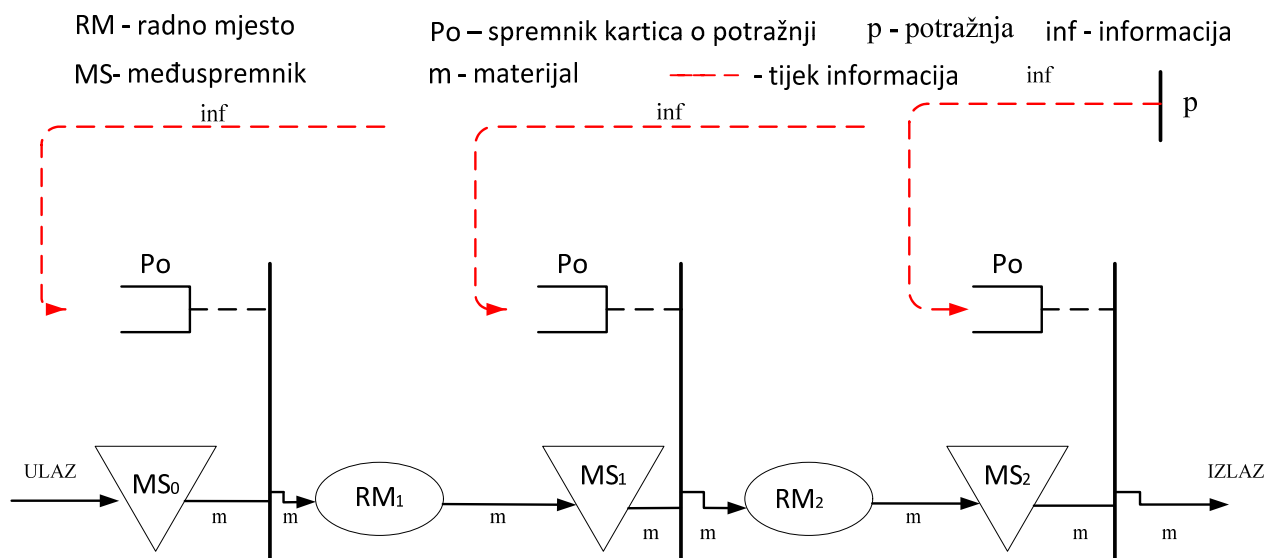 RM - radno mjesto
Po – spremnik kartica o potražnji
p - potražnja
inf - informacija
MS- međuspremnik
m - materijal
- tijek informacija
inf
inf
inf
p
Po
Po
Po
ULAZ
MS0
m
m
RM1
m
MS1
m
m
RM2
m
MS2
m
m
IZLAZ